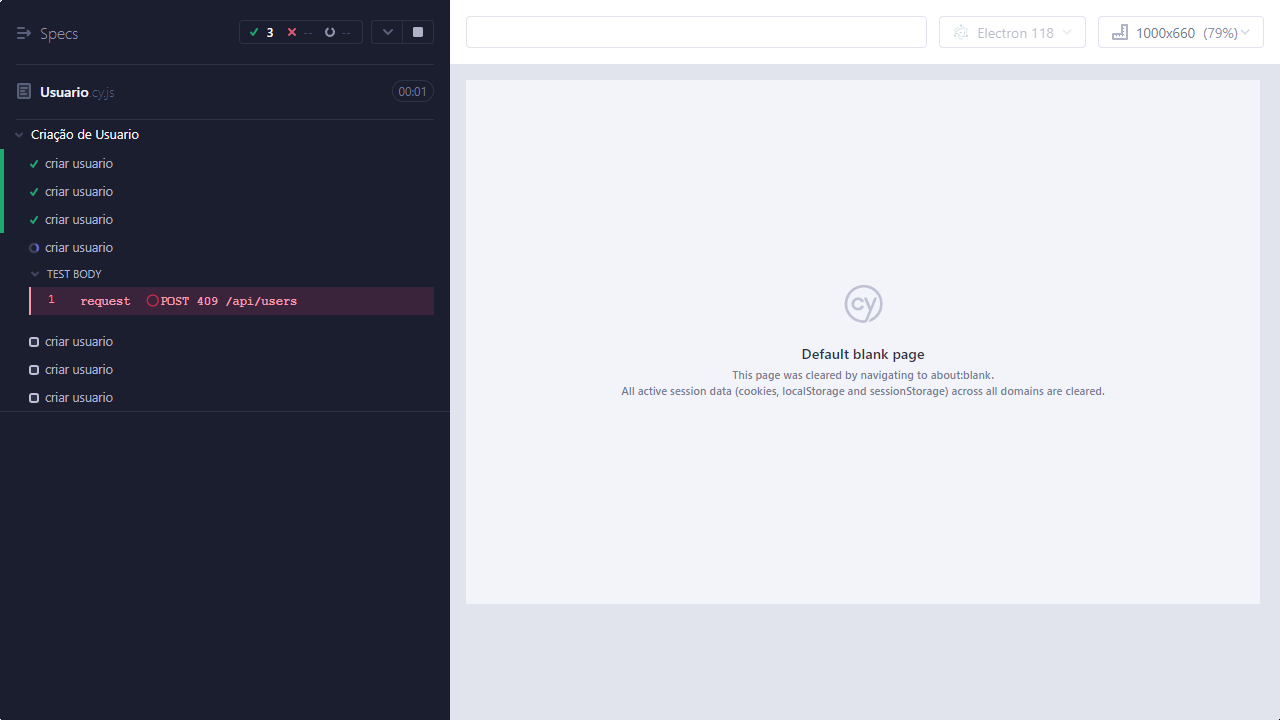 Specs
3
--
--
Usuario.cy.js
00:01
Criação de Usuario
criar usuario
criar usuario
criar usuario
criar usuario
TEST BODY
1 request POST 409 /api/users
criar usuario
criar usuario
criar usuario
Electron 118
1000x660 (79%)
cy
Default blank page
This page was cleared by navigating to about:blank.
All active session data (cookies, localStorage and sessionStorage) across all domains are cleared.